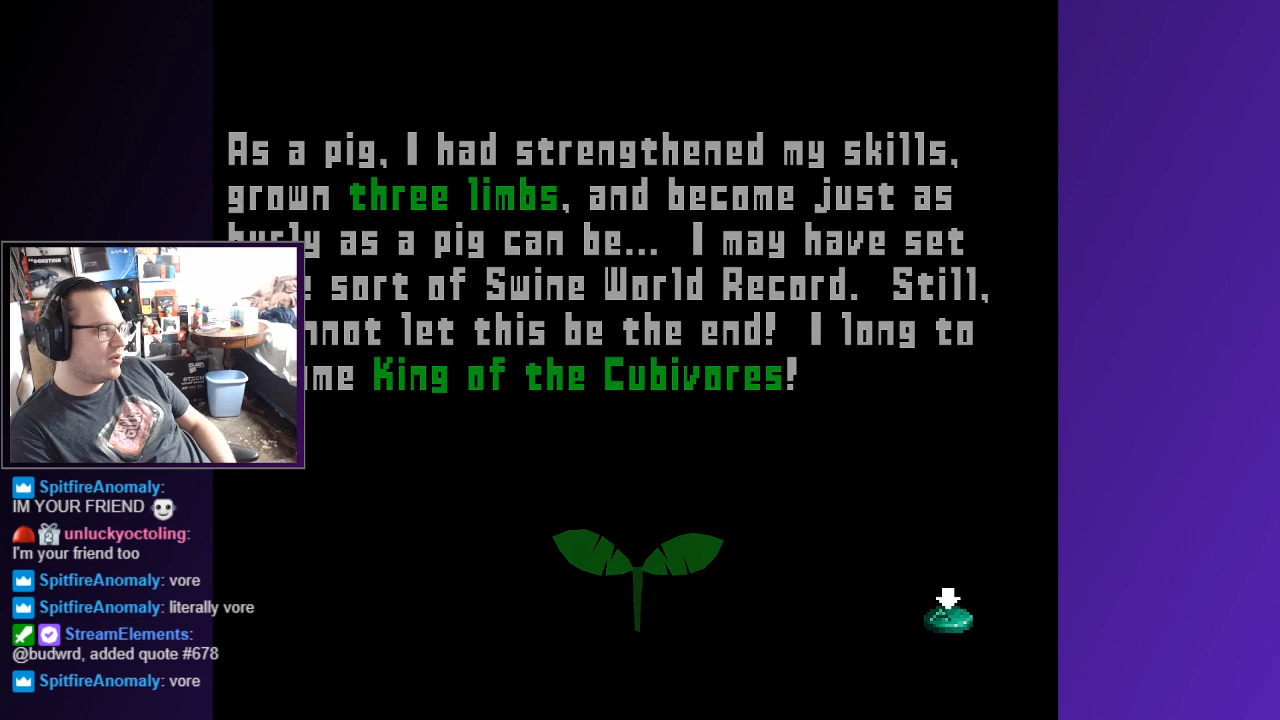 As a pig, I had strengthened my skills,
grown three limbs, and become just as
burly as a pig can be... I may have set
sort of Swine World Record. Still,
let this be the end! I long to
King of the Cubivores!
SpitfireAnomaly:
IM YOUR FRIEND
2 unluckyoctoling:
I'm your friend too
SpitfireAnomaly: vore
SpitfireAnomaly: literally vore
StreamElements:
@budwrd, added quote #678
SpitfireAnomaly: vore